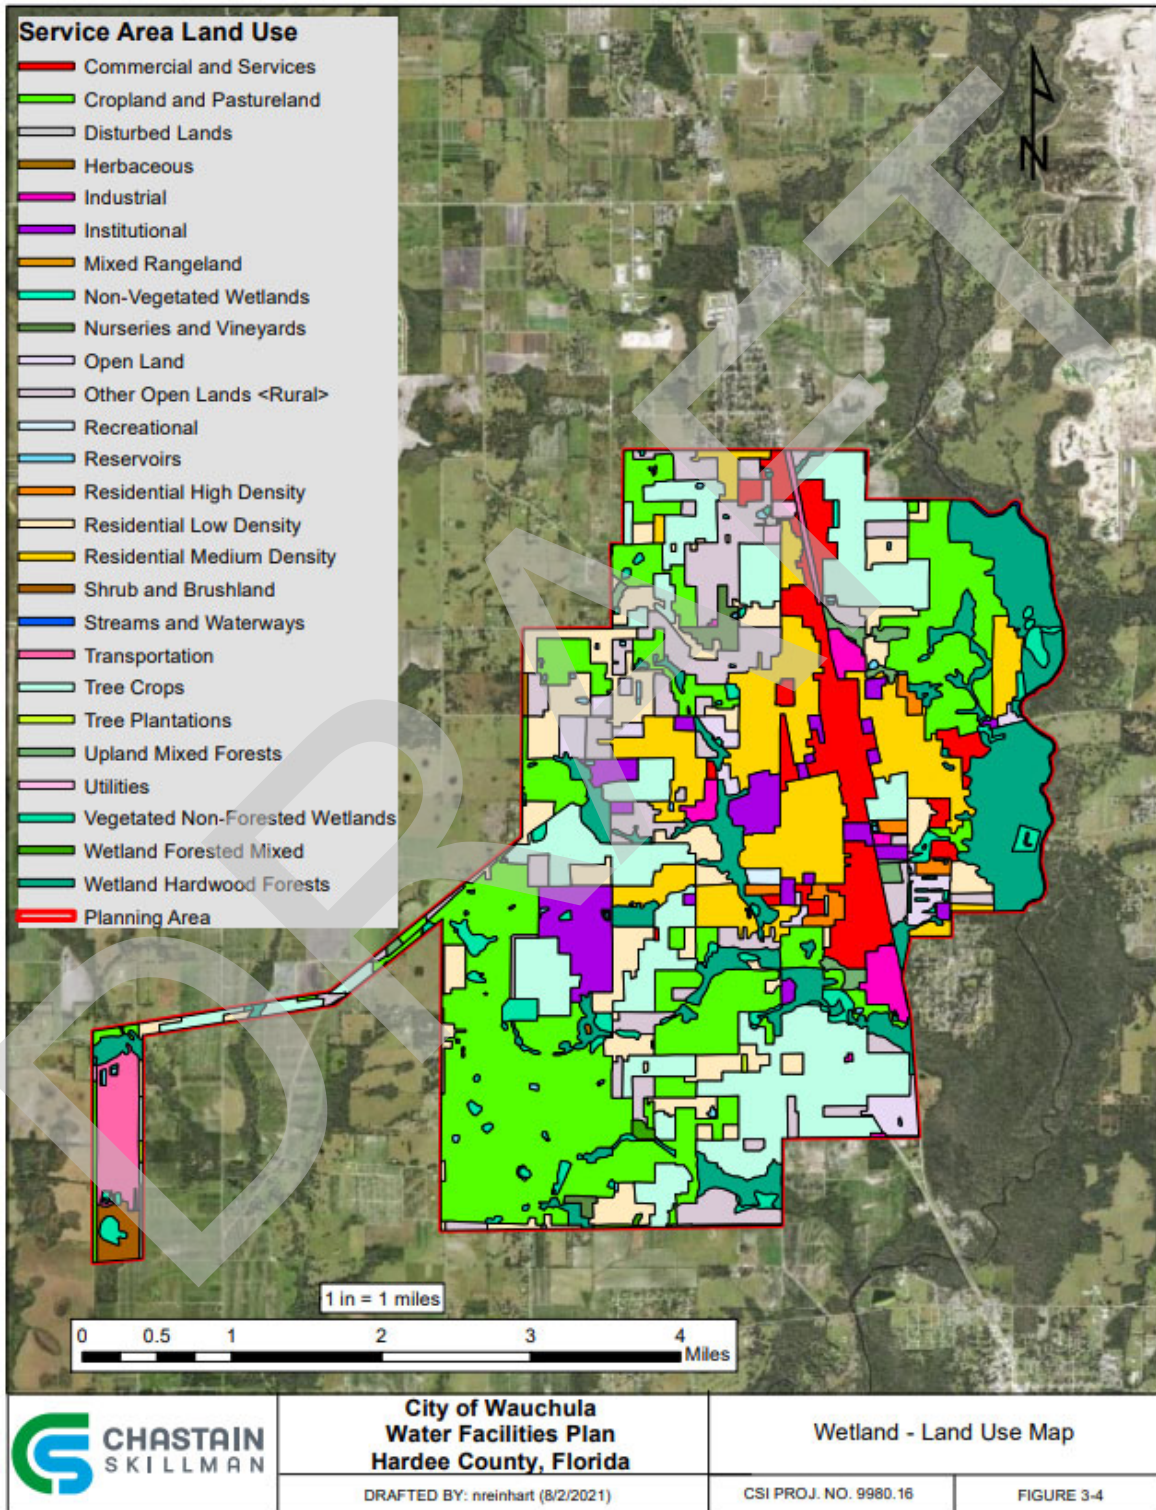 Service Area Land Use
Commercial and Services
Cropland and Pastureland
Disturbed Lands
Herbaceous
Industrial
Institutional
Mixed Rangeland
Non-Vegetated Wetlands
Nurseries and Vineyards
Open Land
Other Open Lands <Rural>
Recreational
Reservoirs
Residential High Density
Residential Low Density
Residential Medium Density
Shrub and Brushland
Streams and Waterways
Transportation
Tree Crops
Tree Plantations
Upland Mixed Forests
Utilities
Vegetated Non-Forested Wetlands
Wetland Forested Mixed
Wetland Hardwood Forests
Planning Area
N
DRAFT
1 in = 1 miles
0 0.5 1 2 3 4
Miles
CHASTAIN
SKILLMAN
City of Wauchula
Water Facilities Plan
Hardee County, Florida
DRAFTED BY: nreinhart (8/2/2021)
Wetland - Land Use Map
CSI PROJ. NO. 9980.16
FIGURE 3-4